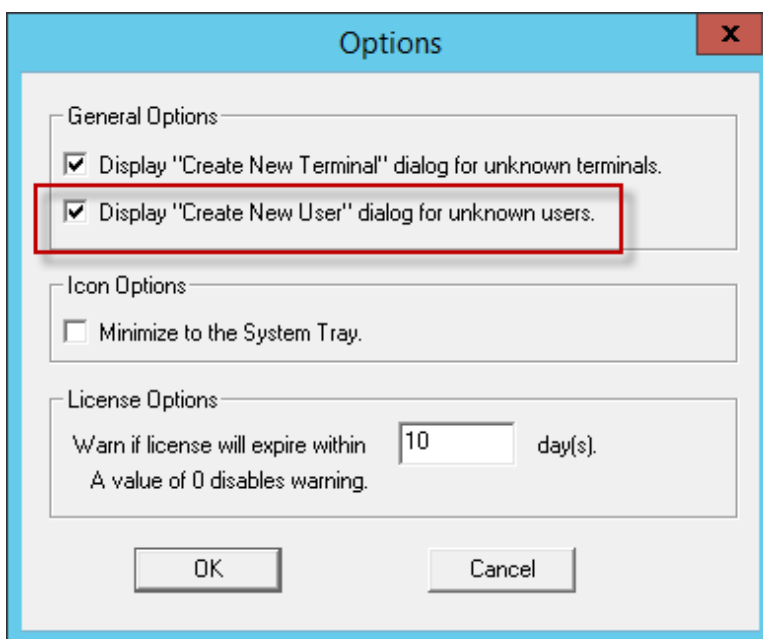 Options
x
General Options
Display "Create New Terminal" dialog for unknown terminals.
Display "Create New User" dialog for unknown users.
Icon Options
Minimize to the System Tray.
License Options
Warn if license will expire within 10 day(s).
A value of 0 disables warning.
OK Cancel